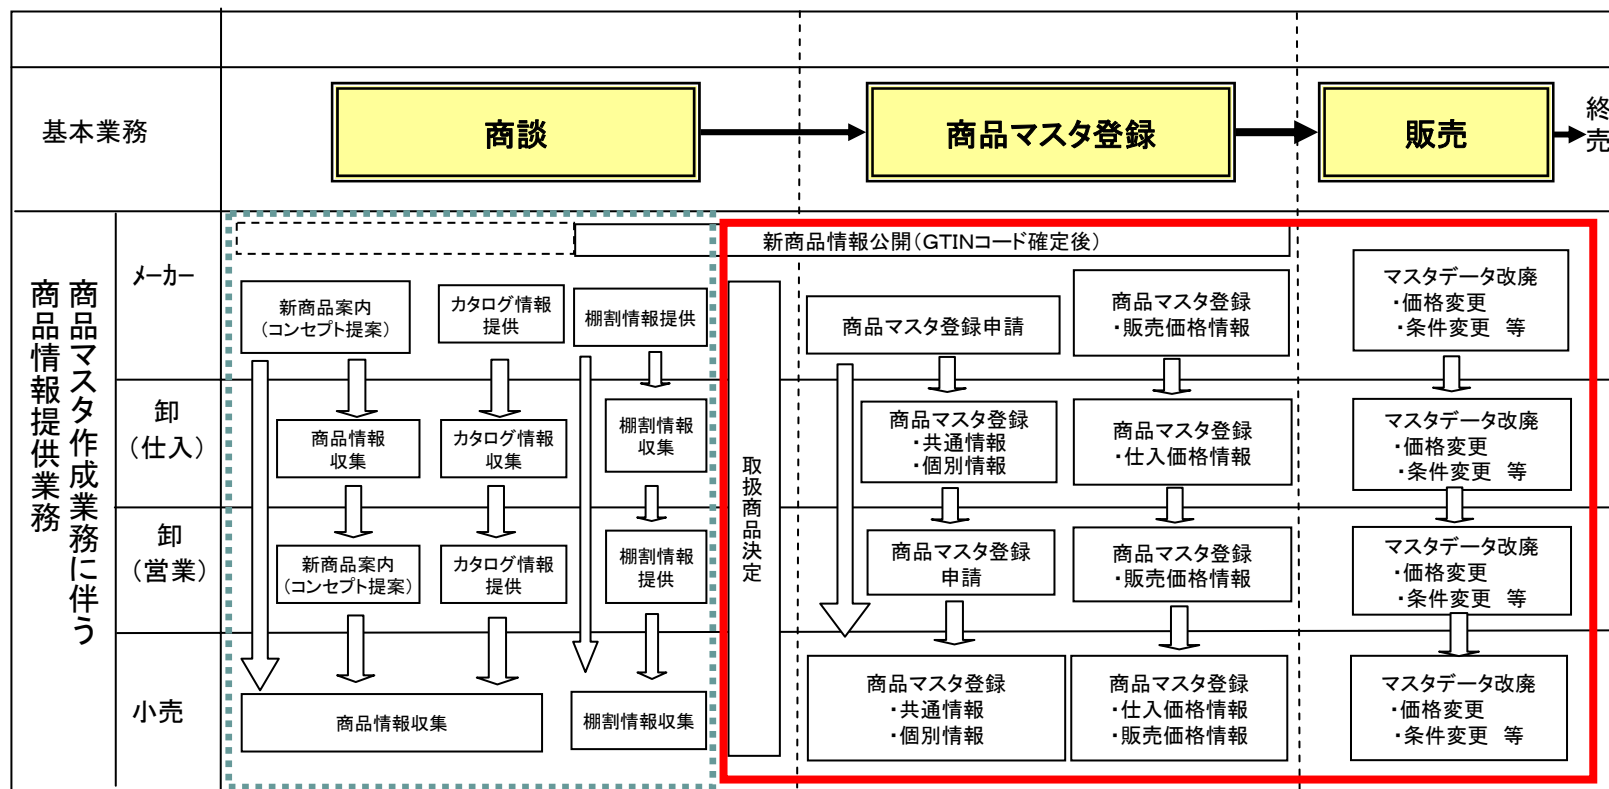 基本業務
商談
商品マスタ登録
販売
終
売
商品マスタ作成業務に伴う
商品情報提供業務
メーカー
新商品情報公開(GTINコード確定後)
新商品案内
(コンセプト提案)
カタログ情報
提供
棚割情報提供
取扱商品決定
商品マスタ登録申請
商品マスタ登録
・販売価格情報
マスタデータ改廃
・価格変更
・条件変更 等
卸
(仕入)
商品情報
収集
カタログ情報
収集
棚割情報
収集
商品マスタ登録
・共通情報
・個別情報
商品マスタ登録
・仕入価格情報
マスタデータ改廃
・価格変更
・条件変更 等
卸
(営業)
新商品案内
(コンセプト提案)
カタログ情報
提供
棚割情報
提供
商品マスタ登録
申請
商品マスタ登録
・販売価格情報
マスタデータ改廃
・価格変更
・条件変更 等
小売
商品情報収集
棚割情報収集
商品マスタ登録
・共通情報
・個別情報
商品マスタ登録
・仕入価格情報
・販売価格情報
マスタデータ改廃
・価格変更
・条件変更 等